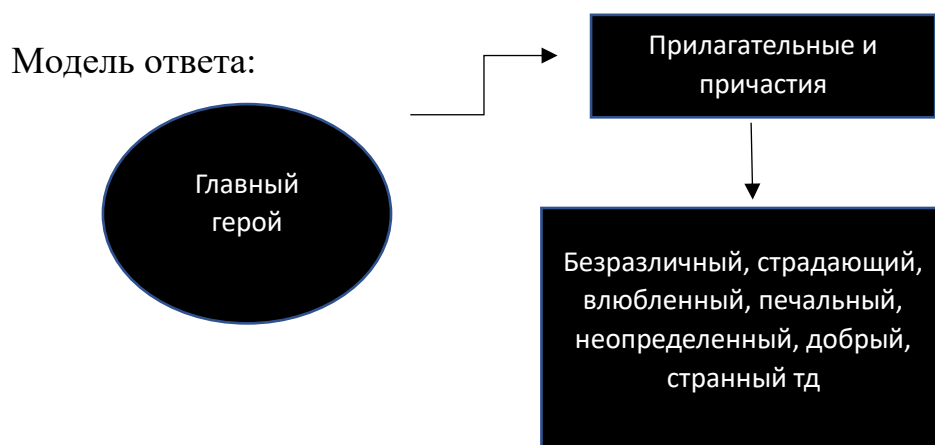 Модель ответа:
Прилагательные и
причастия
Главный
герой
Безразличный, страдающий,
влюбленный, печальный,
неопределенный, добрый,
странный тд